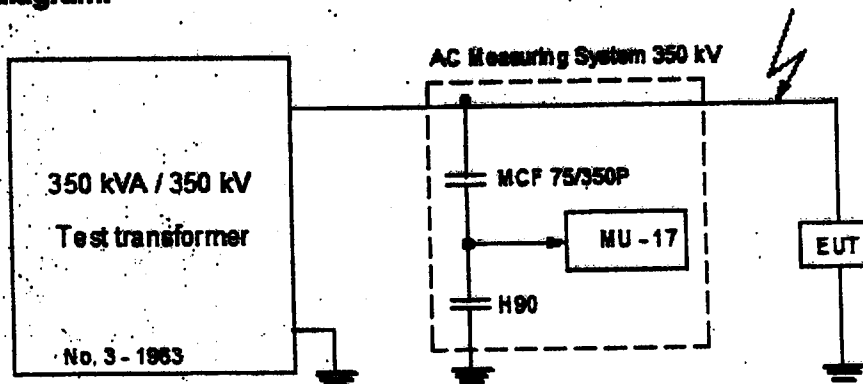 AC Measuring System 350 kV
350 kVA / 350 kV
Test transformer
MCF 75/350P
MU - 17
EUT
H90
No. 3 - 1963